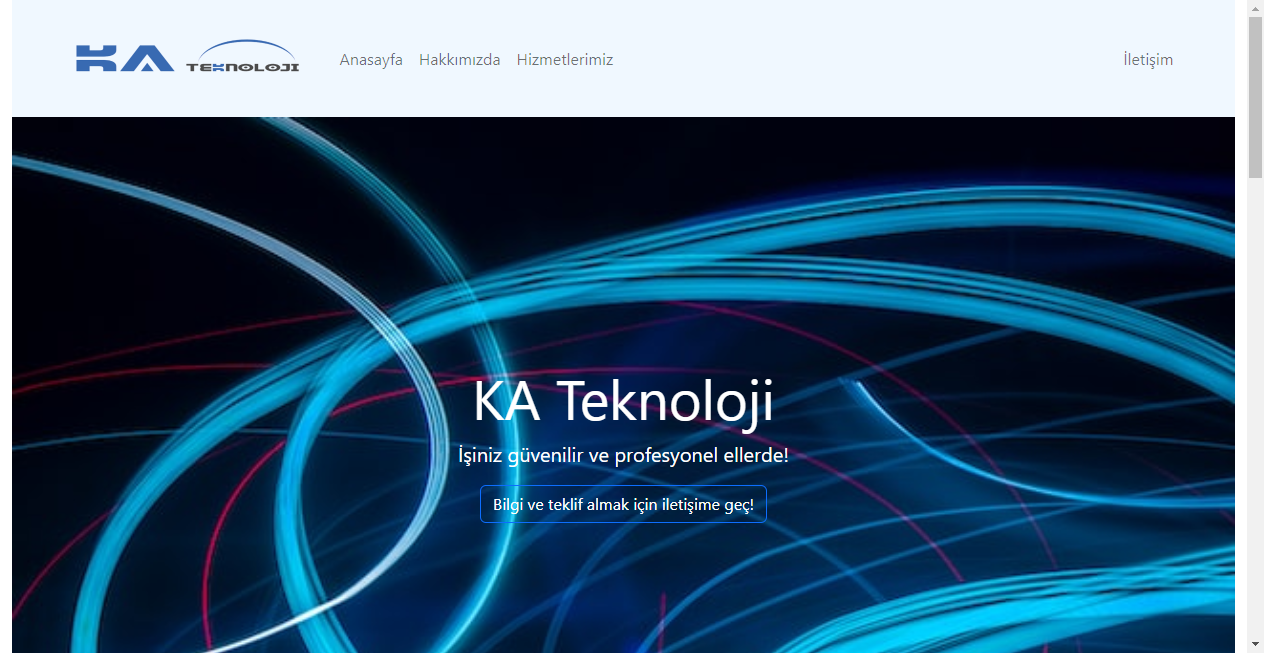 KA TEKNOLOJI
Anasayfa Hakkımızda Hizmetlerimiz İletişim
KA Teknoloji
İşiniz güvenilir ve profesyonel ellerde!
Bilgi ve teklif almak için iletişime geç!